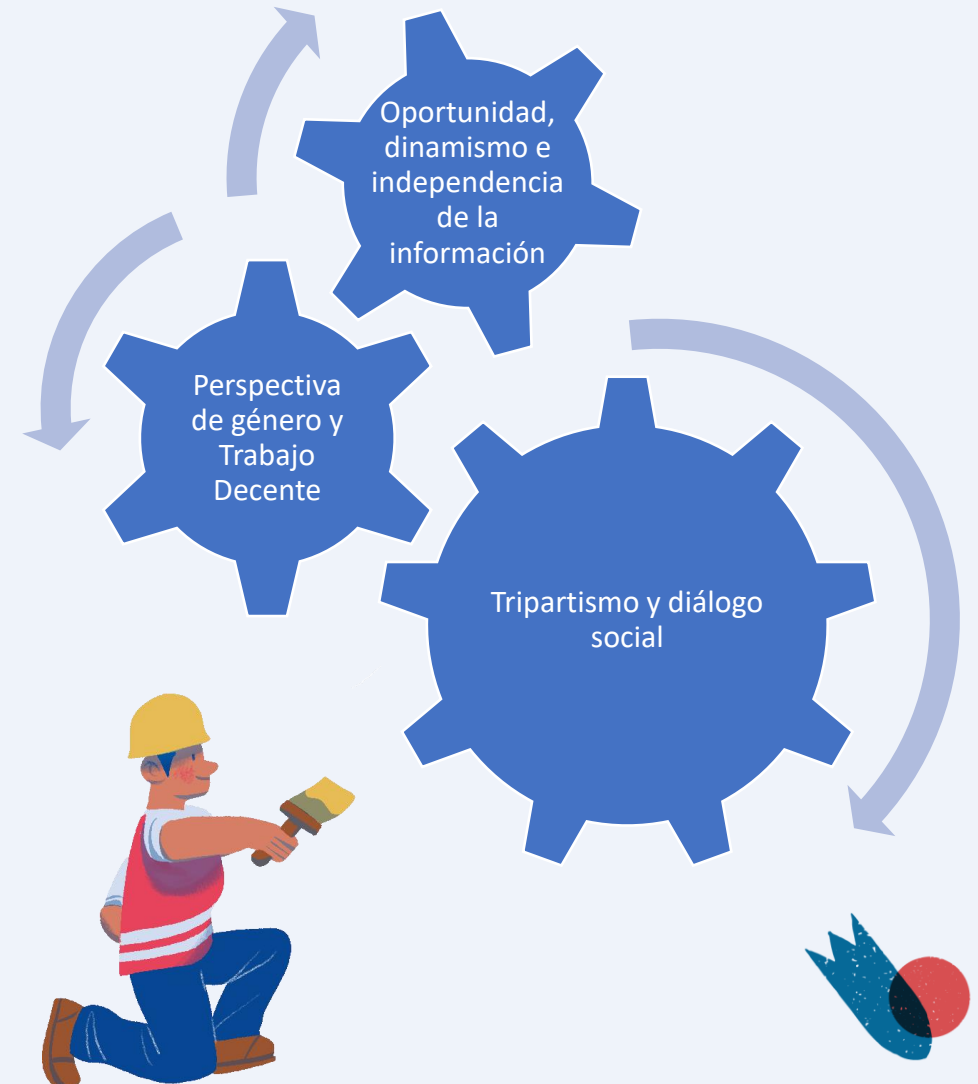 Oportunidad,
dinamismo e
independencia
de la
información
Perspectiva
de género y
Trabajo
Decente
Tripartismo y diálogo
social